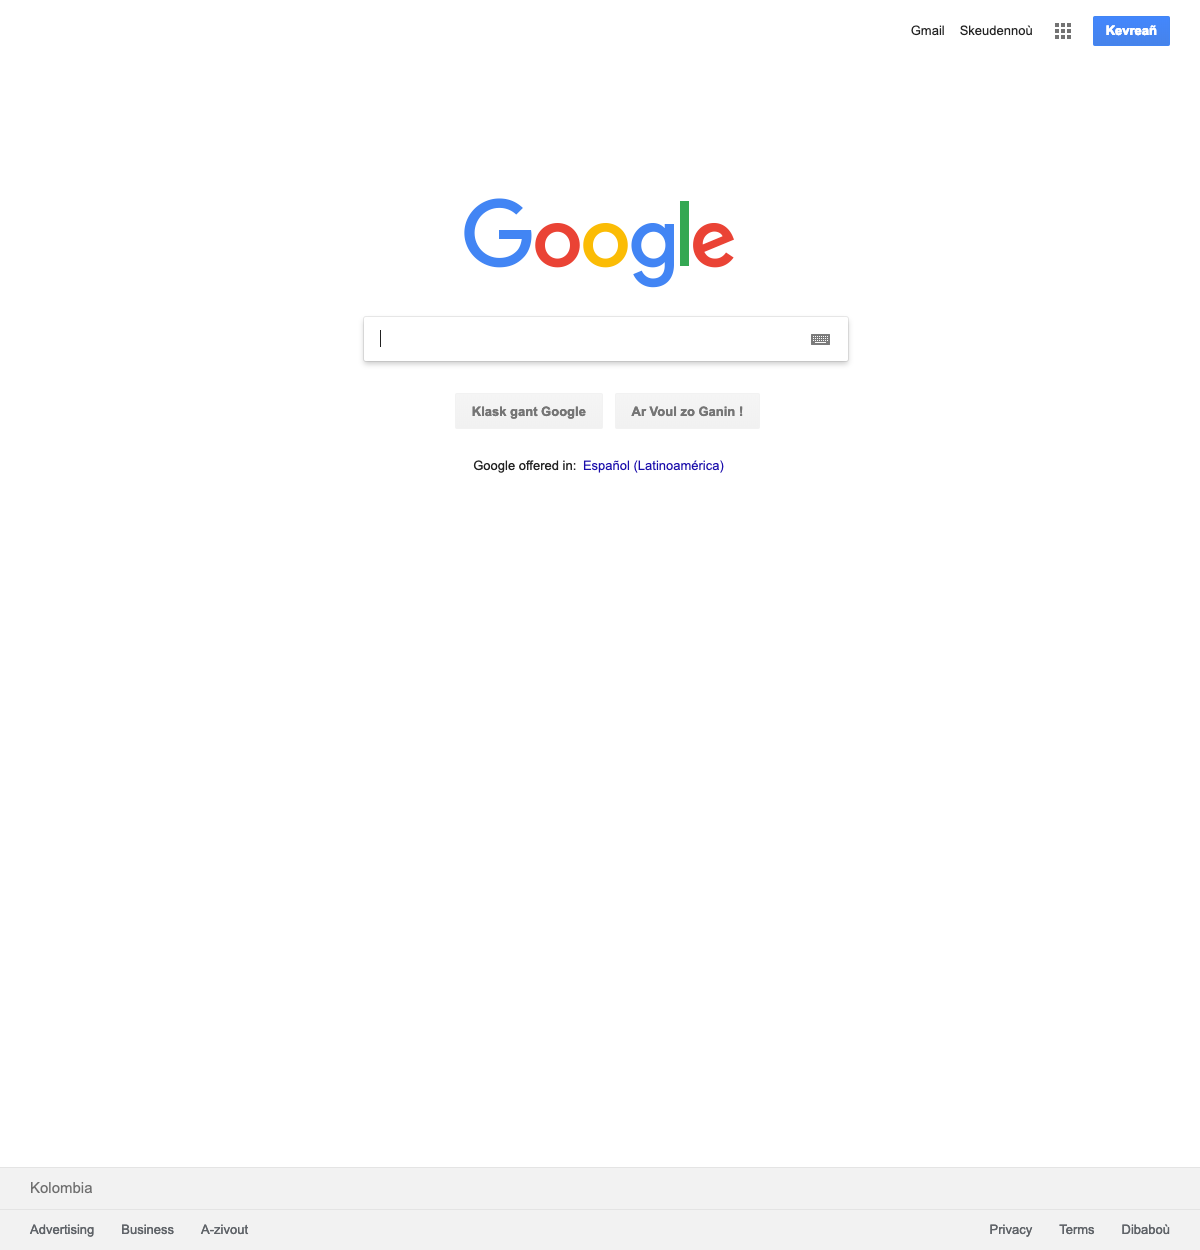 Gmail Skeudennoù Kevreañ
Google
Klask gant Google Ar Voul zo Ganin !
Google offered in: Español (Latinoamérica)
Kolombia
Advertising Business A-zivout Privacy Terms Dibaboù